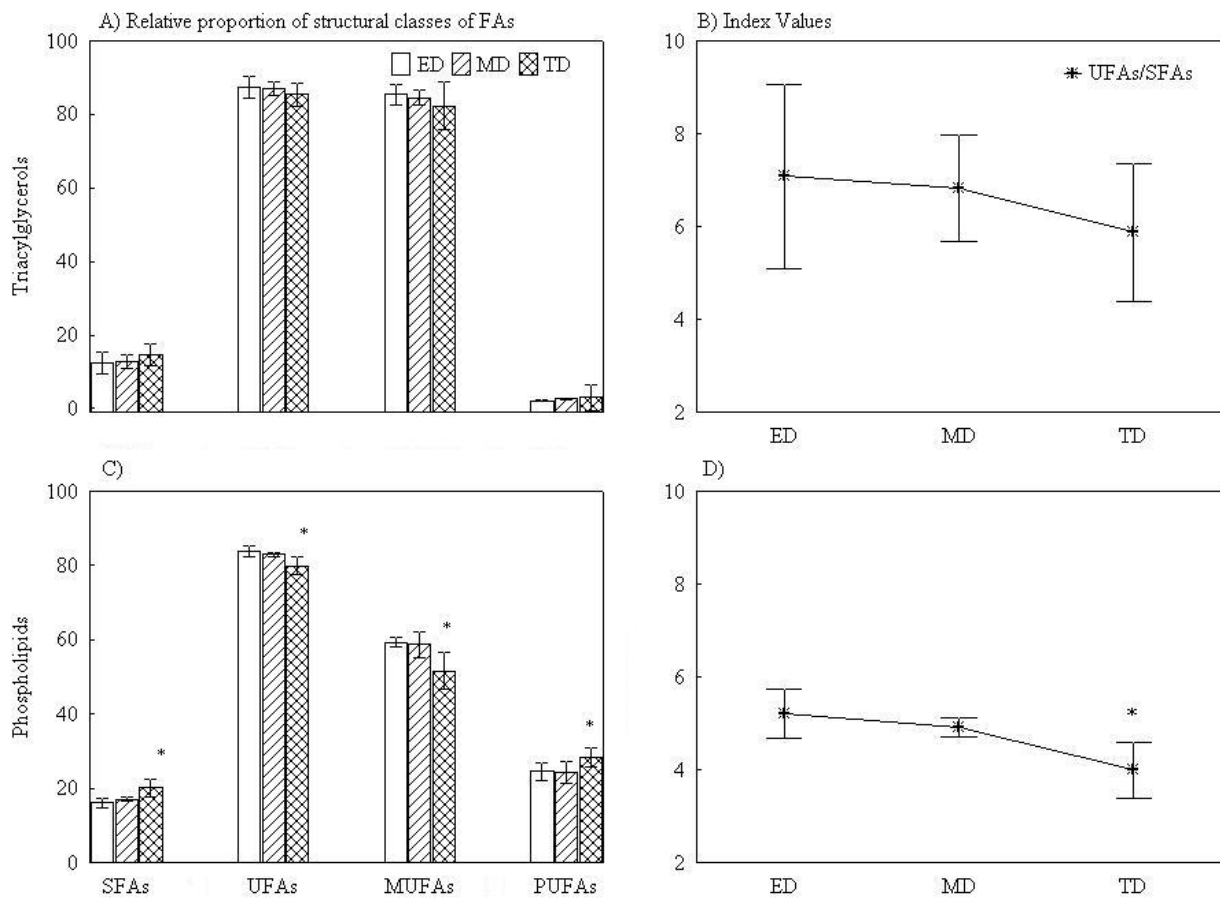 A) Relative proportion of structural classes of FAs
B) Index Values
100
80
60
40
20
0
Triacylglycerols
ED MD TD
10
8
6
4
2
UFAs/SFAs
ED MD TD
C)
D)
100
80
60
40
20
0
Phospholipids
*
*
*
*
SFAs UFAs MUFAs PUFAs
10
8
6
4
2
*
ED MD TD